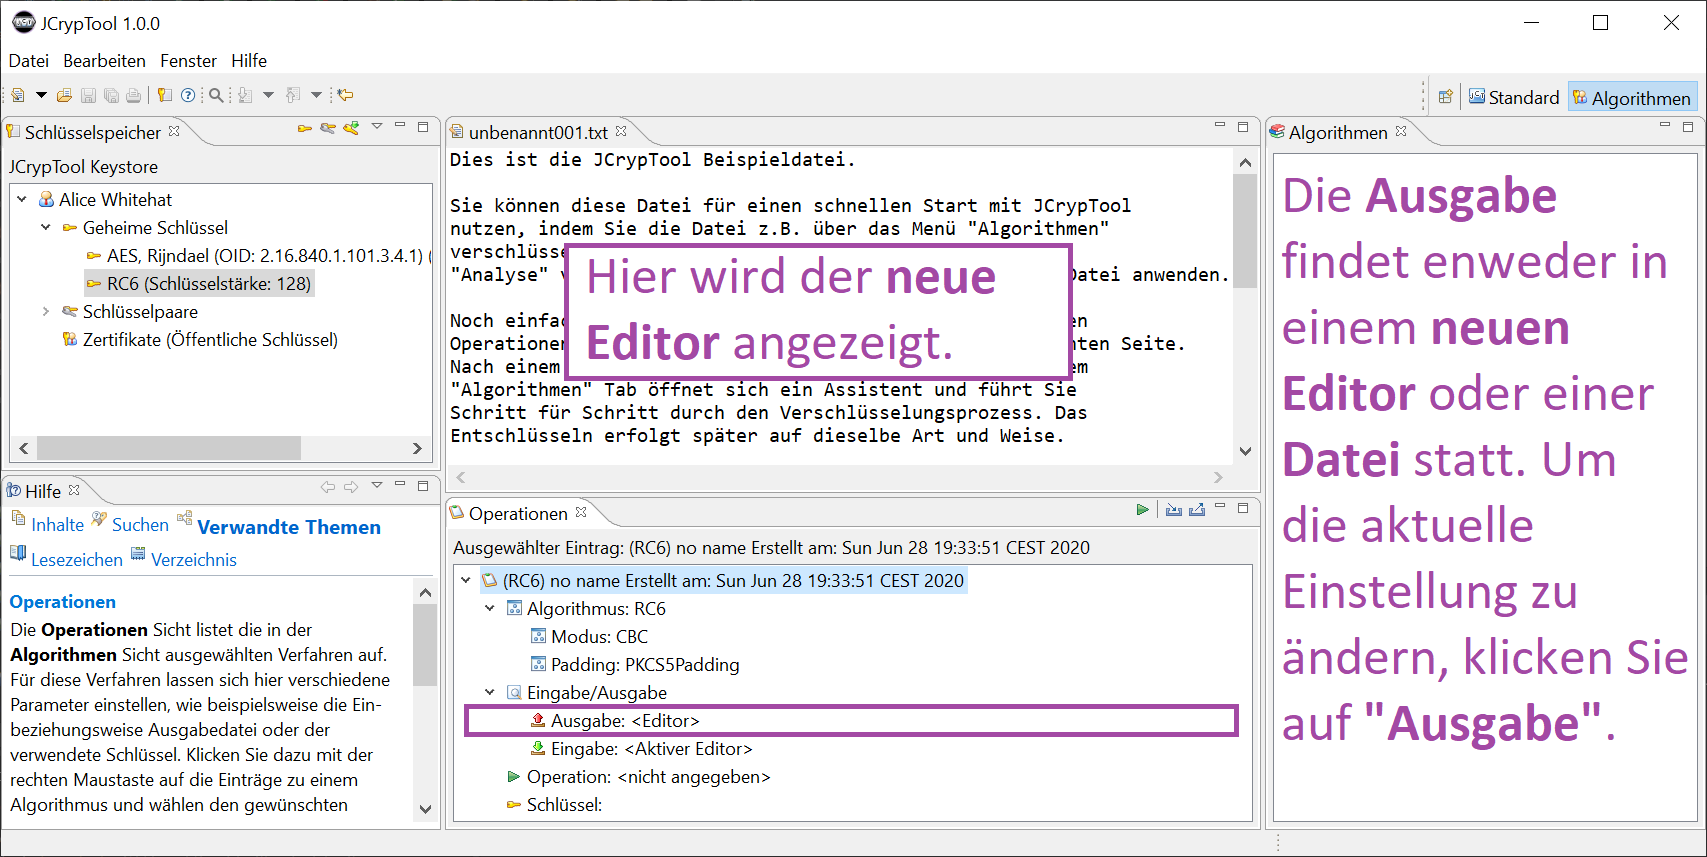 JCrypTool 1.0.0
Datei Bearbeiten Fenster Hilfe
Standard Algorithmen
Schlüsselspeicher
JCrypTool Keystore
Alice Whitehat
Geheime Schlüssel
AES, Rijndael (OID: 2.16.840.1.101.3.4.1) (
RC6 (Schlüsselstärke: 128)
Schlüsselpaare
Zertifikate (Öffentliche Schlüssel)
Hilfe
Inhalte Suchen Verwandte Themen
Lesezeichen Verzeichnis
Operationen
Die Operationen Sicht listet die in der
Algorithmen Sicht ausgewählten Verfahren auf.
Für diese Verfahren lassen sich hier verschiedene
Parameter einstellen, wie beispielsweise die Ein-
beziehungsweise Ausgabedatei oder der
verwendete Schlüssel. Klicken Sie dazu mit der
rechten Maustaste auf die Einträge zu einem
Algorithmus und wählen den gewünschten
unbenannt001.txt
Dies ist die JCrypTool Beispieldatei.
Sie können diese Datei für einen schnellen Start mit JCrypTool
nutzen, indem Sie die Datei z.B. über das Menü "Algorithmen"
verschlüsse
"Analyse" v Datei anwenden.
Noch einfac en
Operationen nten Seite.
Nach einem em
"Algorithmen" Tab öffnet sich ein Assistent und führt Sie
Schritt für Schritt durch den Verschlüsselungsprozess. Das
Entschlüsseln erfolgt später auf dieselbe Art und Weise.
Hier wird der neue
Editor angezeigt.
Operationen
Ausgewählter Eintrag: (RC6) no name Erstellt am: Sun Jun 28 19:33:51 CEST 2020
(RC6) no name Erstellt am: Sun Jun 28 19:33:51 CEST 2020
Algorithmus: RC6
Modus: CBC
Padding: PKCS5Padding
Eingabe/Ausgabe
Ausgabe: <Editor>
Eingabe: <Aktiver Editor>
Operation: <nicht angegeben>
Schlüssel:
Algorithmen
Die Ausgabe
findet enweder in
einem neuen
Editor oder einer
Datei statt. Um
die aktuelle
Einstellung zu
ändern, klicken Sie
auf "Ausgabe".